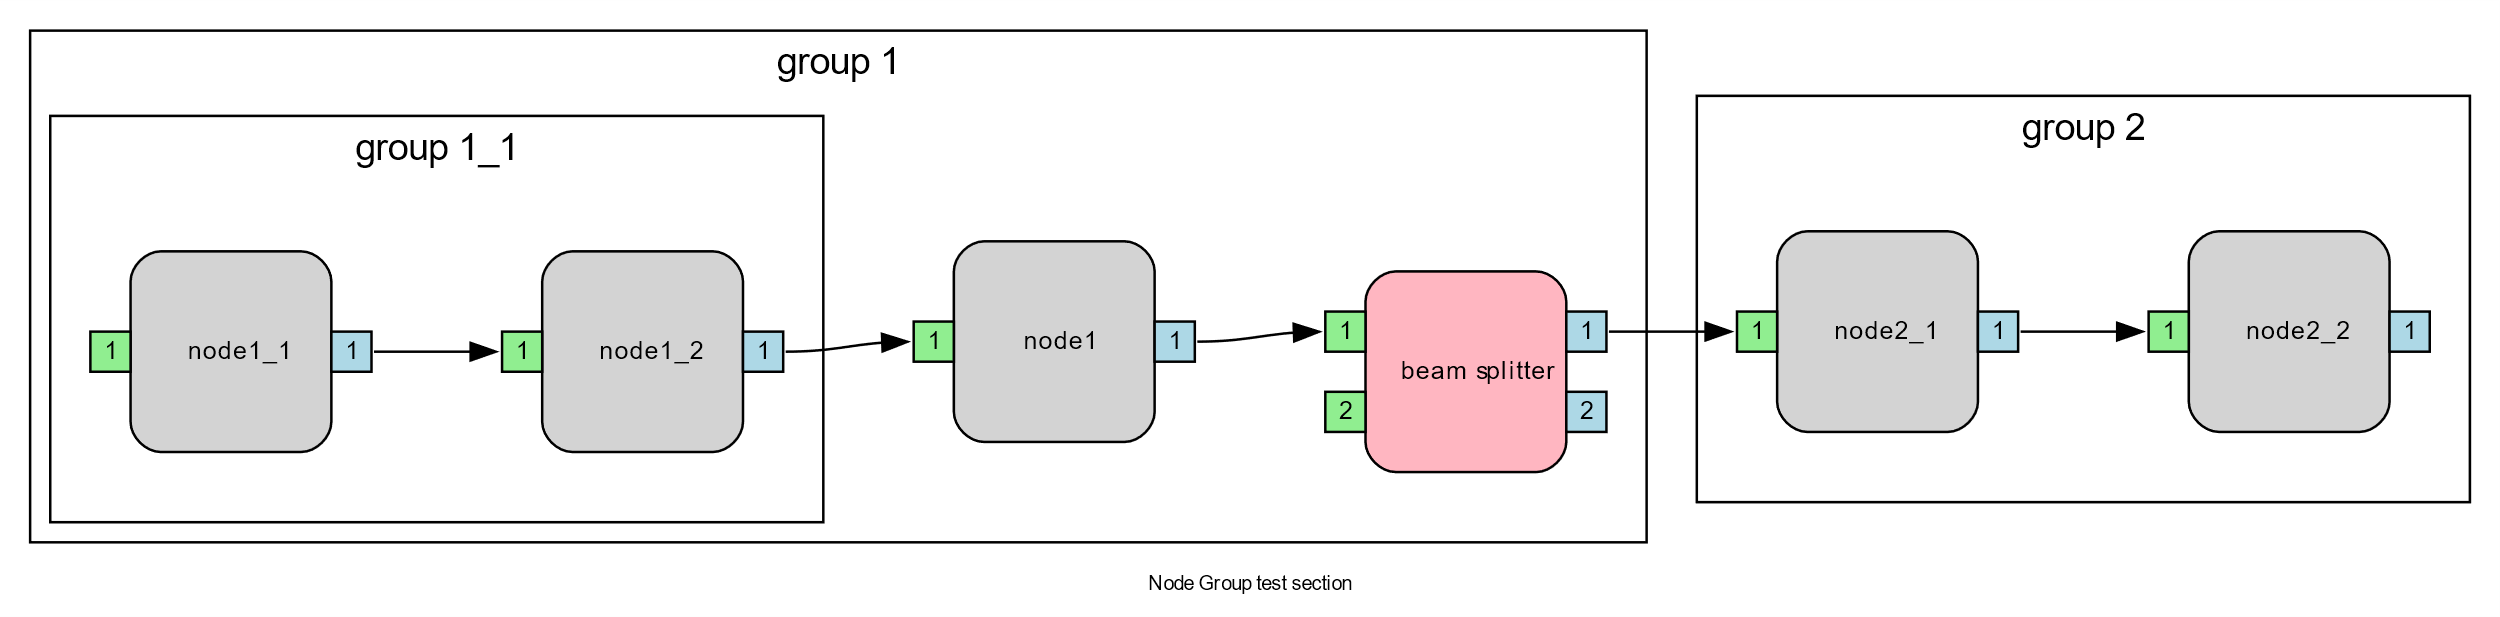 group 1
group 1_1
1
node1_1
1
1
node1_2
1
1
node1
1
1
2
beam splitter
1
2
group 2
1
node2_1
1
1
node2_2
1
Node Group test section